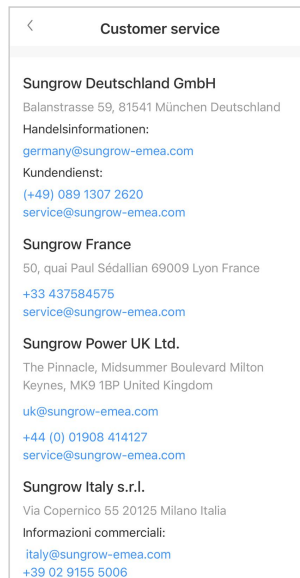 Customer service
Sungrow Deutschland GmbH
Balanstrasse 59, 81541 München Deutschland
Handelsinformationen:
germany@sungrow-emea.com
Kundendienst:
(+49) 089 1307 2620
service@sungrow-emea.com
Sungrow France
50, quai Paul Sédallian 69009 Lyon France
+33 437584575
service@sungrow-emea.com
Sungrow Power UK Ltd.
The Pinnacle, Midsummer Boulevard Milton
Keynes, MK9 1BP United Kingdom
uk@sungrow-emea.com
+44 (0) 01908 414127
service@sungrow-emea.com
Sungrow Italy s.r.l.
Via Copernico 55 20125 Milano Italia
Informazioni commerciali:
italy@sungrow-emea.com
+39 02 9155 5006